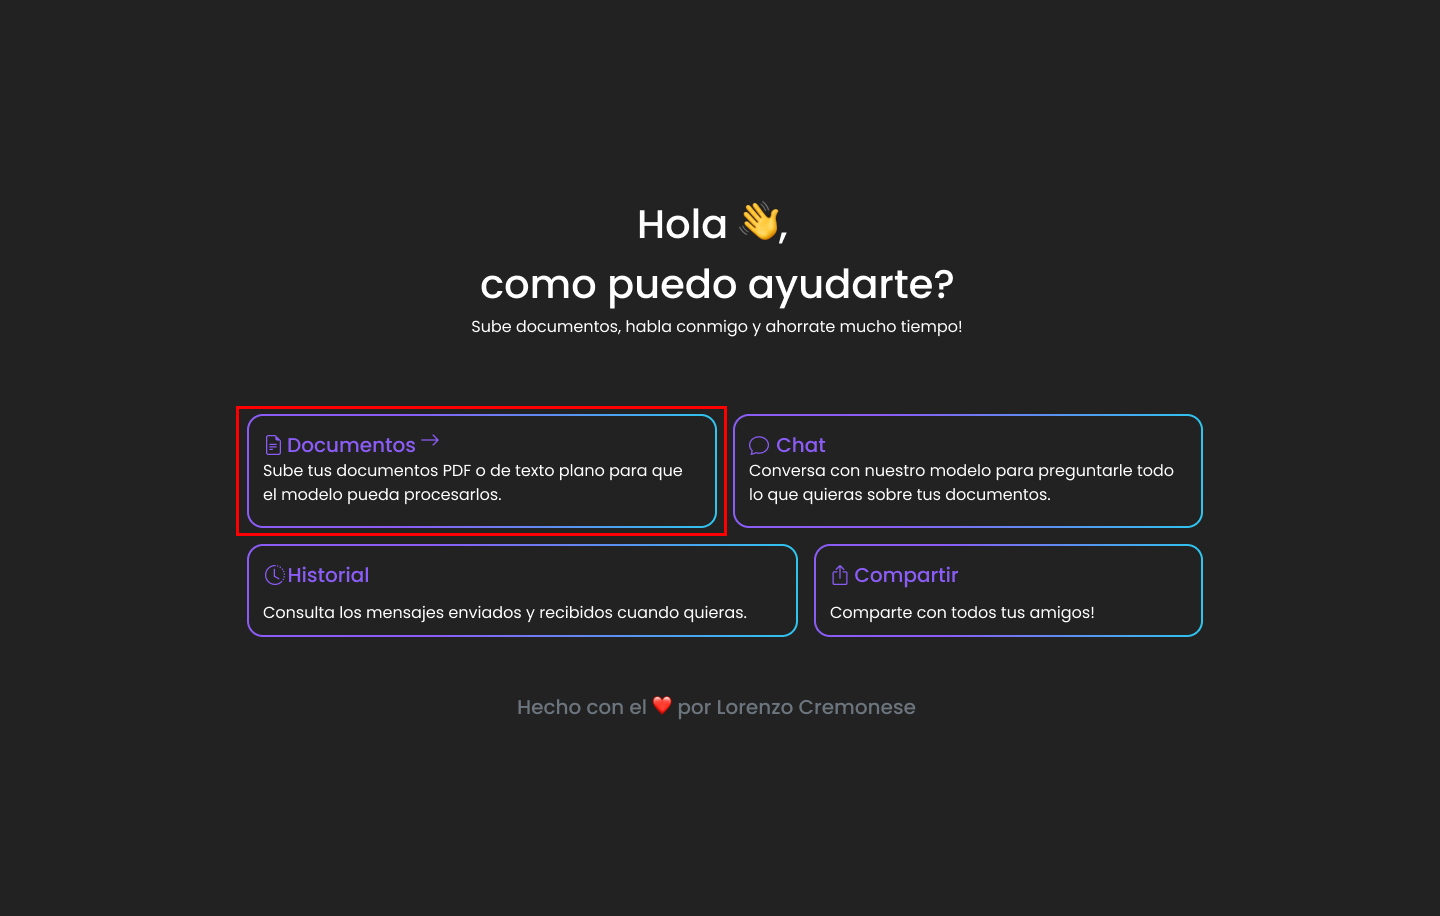 Hola 👋,
como puedo ayudarte?
Sube documentos, habla conmigo y ahorrate mucho tiempo!
Documentos →
Sube tus documentos PDF o de texto plano para que
el modelo pueda procesarlos.
Chat
Conversa con nuestro modelo para preguntarle todo
lo que quieras sobre tus documentos.
Historial
Consulta los mensajes enviados y recibidos cuando quieras.
Compartir
Comparte con todos tus amigos!
Hecho con el ❤️ por Lorenzo Cremonese